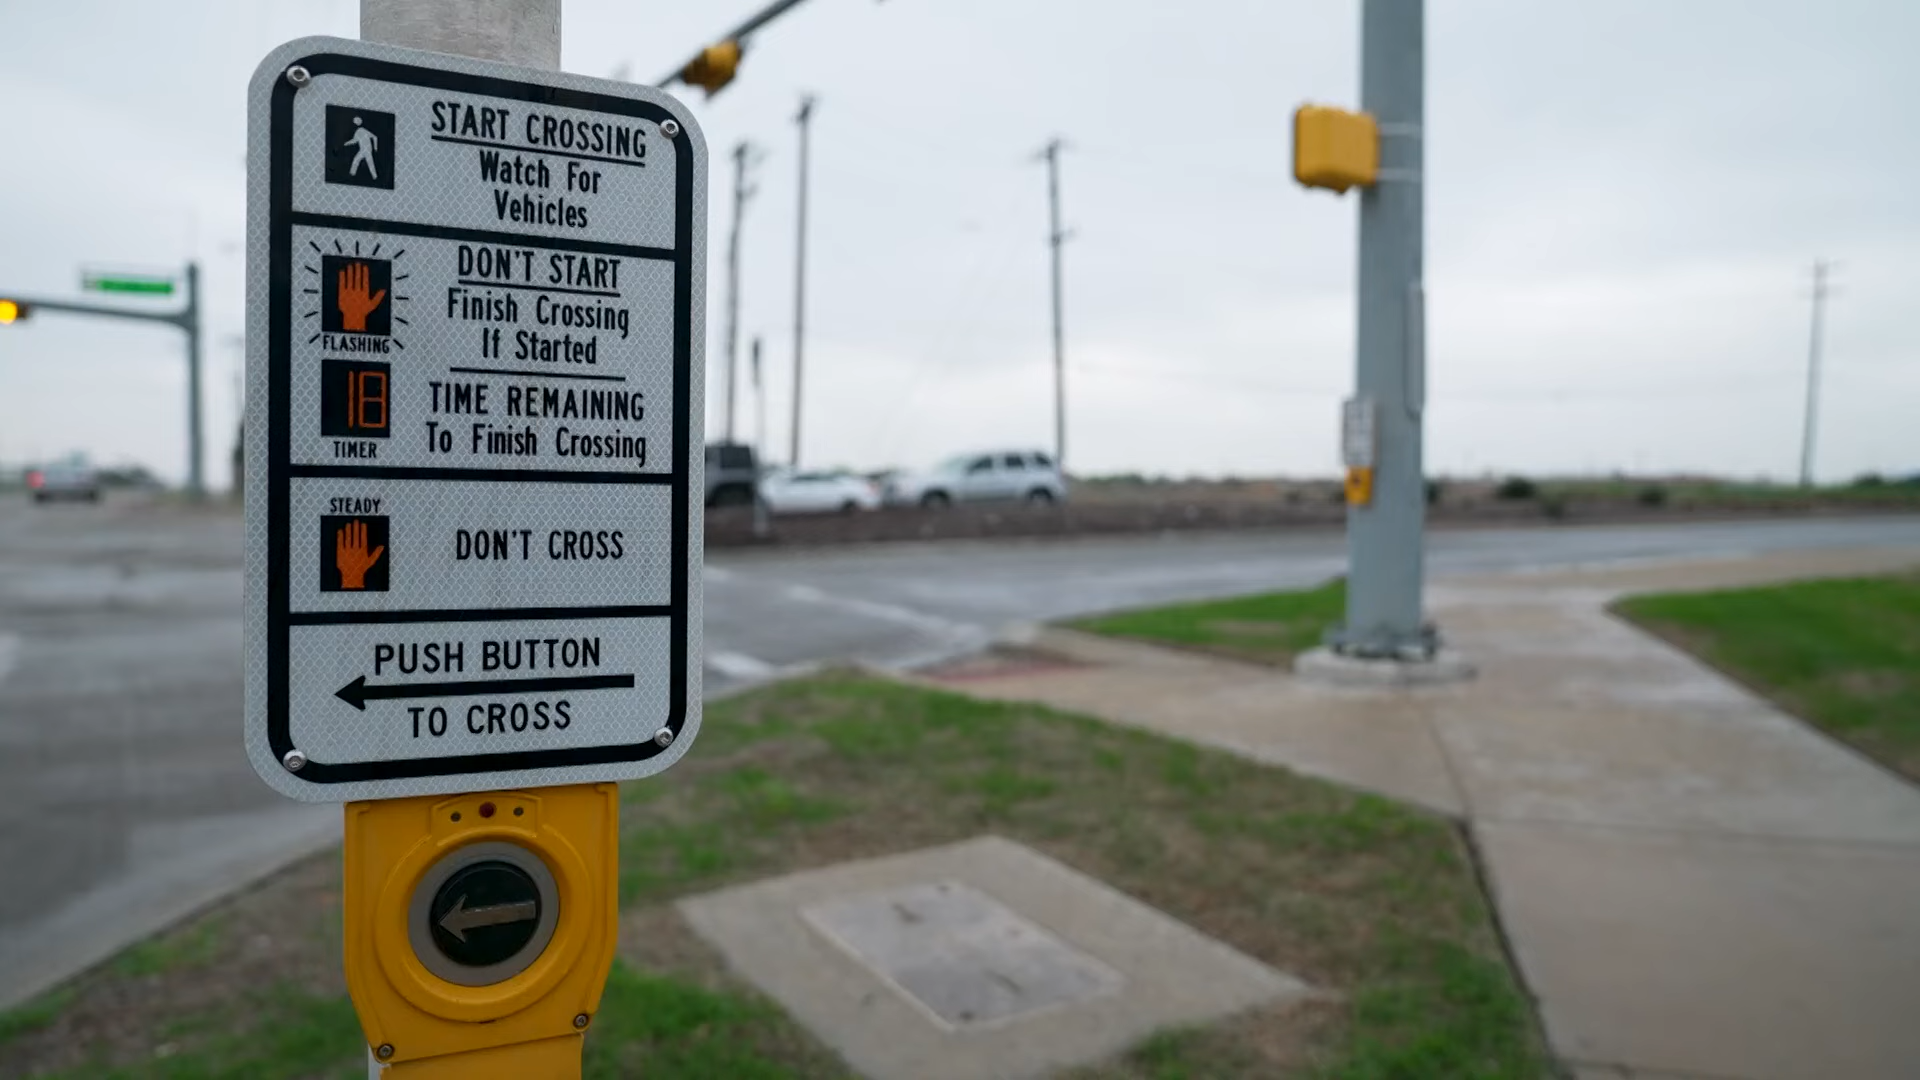 START CROSSING
Watch For
Vehicles
DON'T START
Finish Crossing
If Started
FLASHING
18
TIME REMAINING
To Finish Crossing
TIMER
STEADY
DON'T CROSS
PUSH BUTTON
TO CROSS